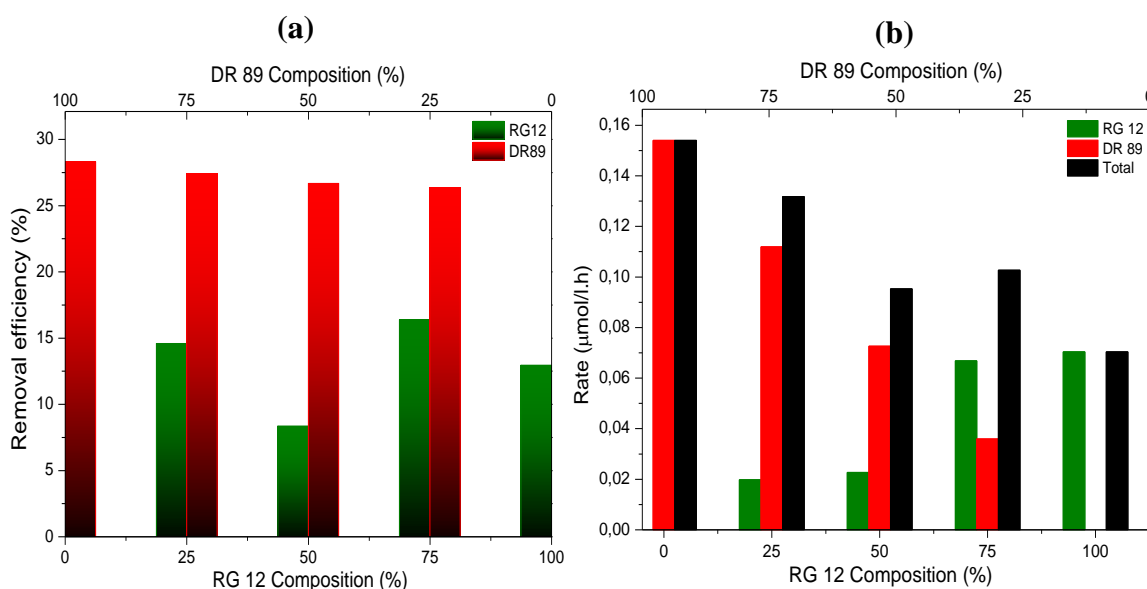 (a)
DR 89 Composition (%)
100 75 50 25 0
RG12
DR89
Removal efficiency (%)
30
25
20
15
10
5
0
0 25 50 75 100
RG 12 Composition (%)
(b)
DR 89 Composition (%)
100 75 50 25 0
RG 12
DR 89
Total
Rate (μmol/l.h)
0,16
0,14
0,12
0,10
0,08
0,06
0,04
0,02
0,00
0 25 50 75 100
RG 12 Composition (%)